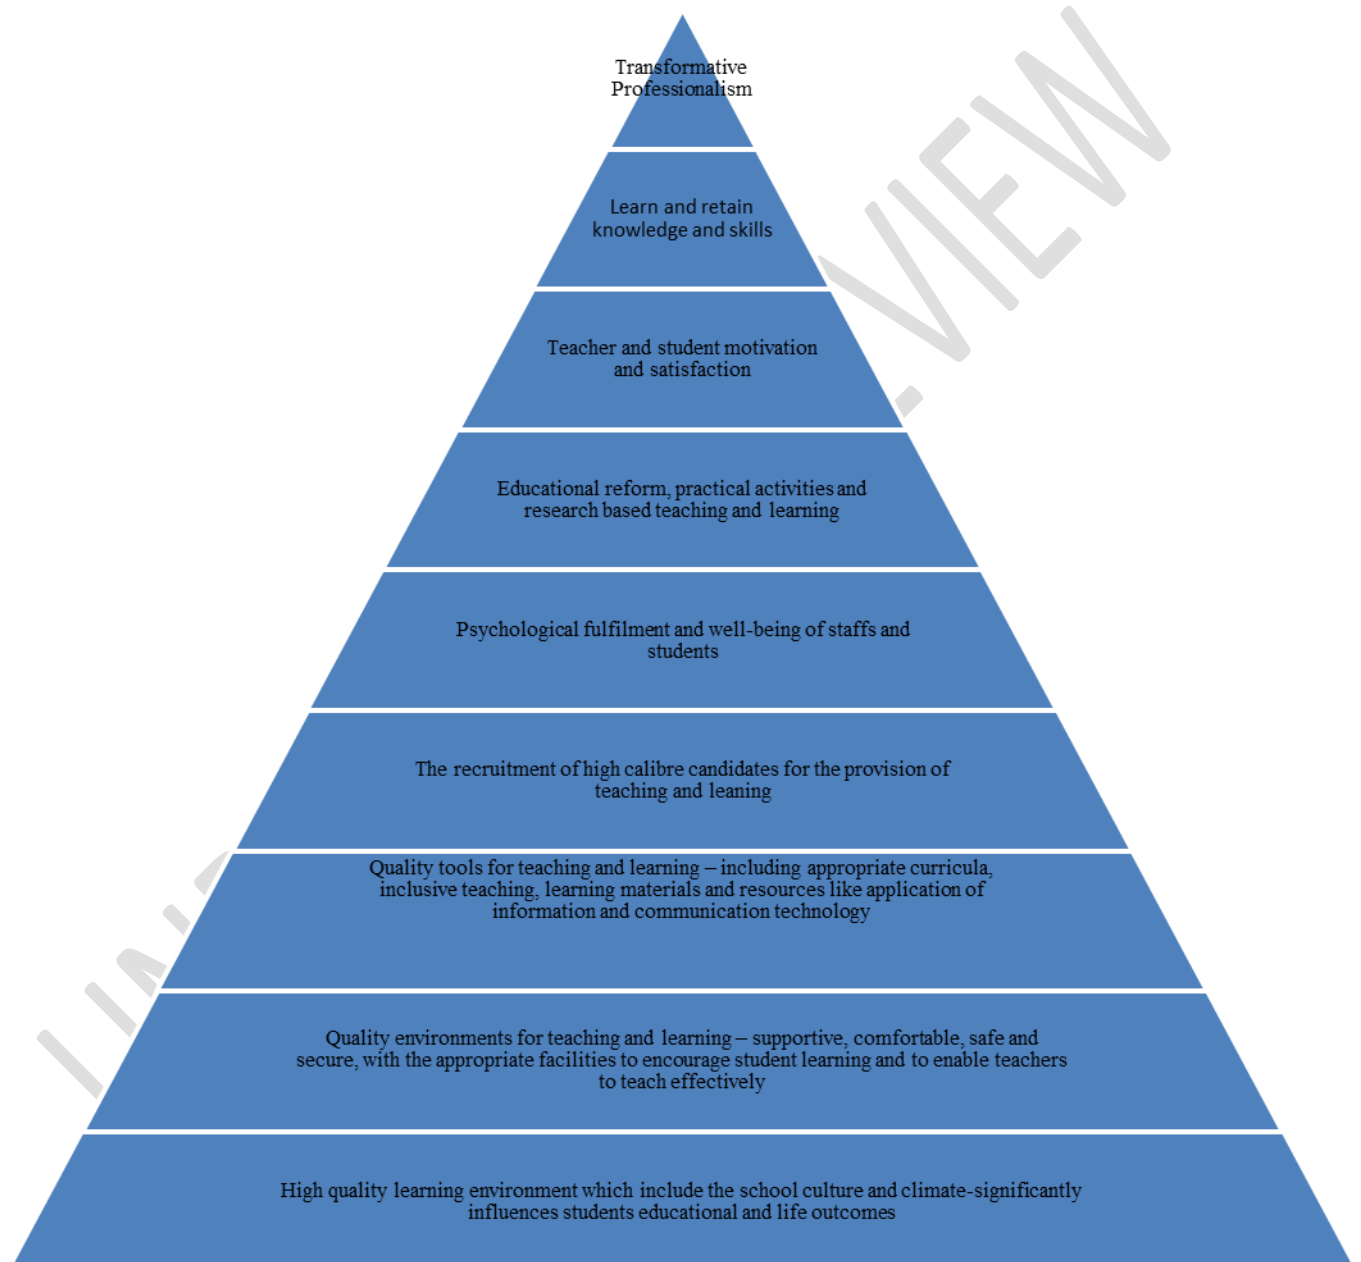 Transformative
Professionalism
Learn and retain
knowledge and skills
Teacher and student motivation
and satisfaction
Educational reform, practical activities and
research based teaching and learning
Psychological fulfilment and well-being of staffs and
students
The recruitment of high calibre candidates for the provision of
teaching and leaning
Quality tools for teaching and learning – including appropriate curricula,
inclusive teaching, learning materials and resources like application of
information and communication technology
Quality environments for teaching and learning – supportive, comfortable, safe and
secure, with the appropriate facilities to encourage student learning and to enable teachers
to teach effectively
High quality learning environment which include the school culture and climate-significantly
influences students educational and life outcomes